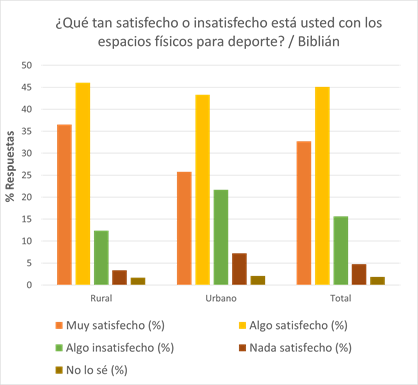 ¿Qué tan satisfecho o insatisfecho está usted con los
espacios físicos para deporte? / Biblián
% Respuestas
50
45
40
35
30
25
20
15
10
5
0
Rural Urbano Total
Muy satisfecho (%) Algo satisfecho (%)
Algo insatisfecho (%) Nada satisfecho (%)
No lo sé (%)